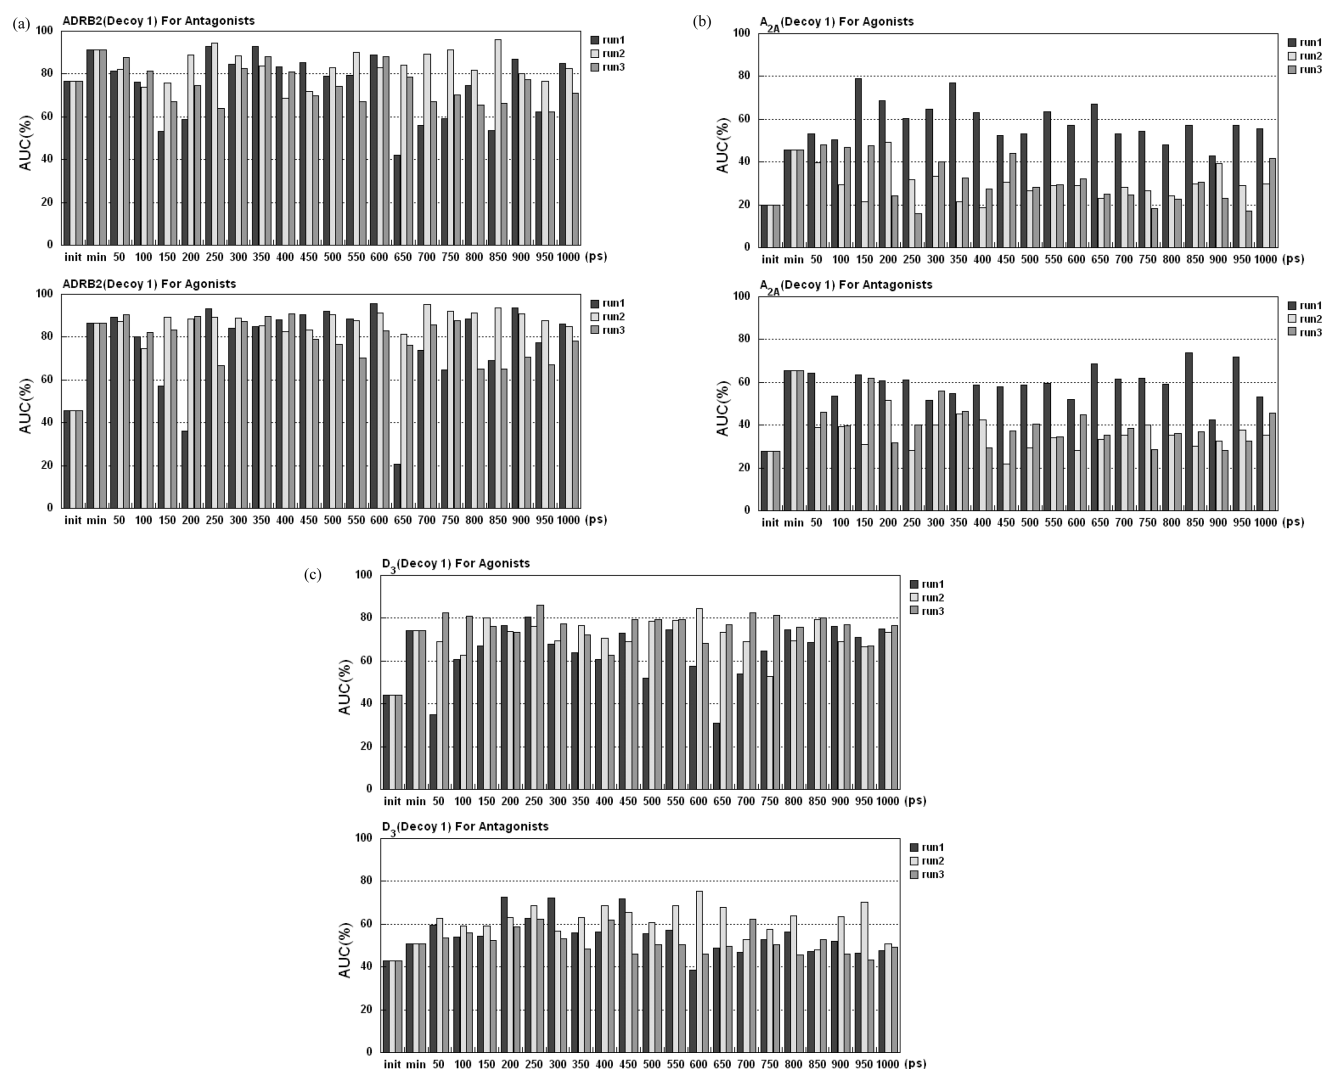 (a)
ADRB2(Decoy 1) For Antagonists
AUC(%)
100
80
60
40
20
0
init min 50 100 150 200 250 300 350 400 450 500 550 600 650 700 750 800 850 900 950 1000 (ps)
run1
run2
run3
ADRB2(Decoy 1) For Agonists
AUC(%)
100
80
60
40
20
0
init min 50 100 150 200 250 300 350 400 450 500 550 600 650 700 750 800 850 900 950 1000 (ps)
run1
run2
run3
(b)
A2A(Decoy 1) For Agonists
AUC(%)
100
80
60
40
20
0
init min 50 100 150 200 250 300 350 400 450 500 550 600 650 700 750 800 850 900 950 1000 (ps)
run1
run2
run3
A2A(Decoy 1) For Antagonists
AUC(%)
100
80
60
40
20
0
init min 50 100 150 200 250 300 350 400 450 500 550 600 650 700 750 800 850 900 950 1000 (ps)
run1
run2
run3
(c)
D3(Decoy 1) For Agonists
AUC(%)
100
80
60
40
20
0
init min 50 100 150 200 250 300 350 400 450 500 550 600 650 700 750 800 850 900 950 1000 (ps)
run1
run2
run3
D3(Decoy 1) For Antagonists
AUC(%)
100
80
60
40
20
0
init min 50 100 150 200 250 300 350 400 450 500 550 600 650 700 750 800 850 900 950 1000 (ps)
run1
run2
run3